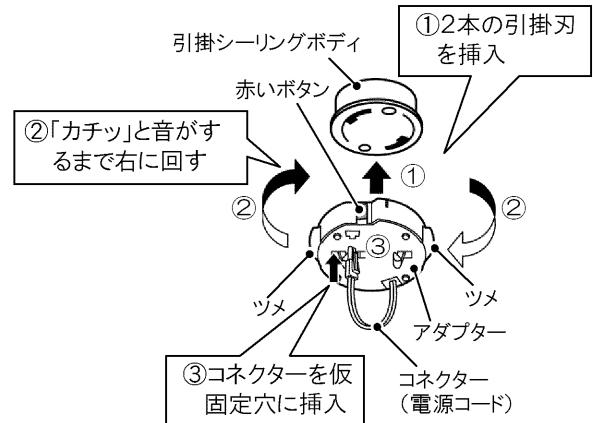 ①2本の引掛刃
を挿入
引掛シーリングボディ
赤いボタン
②「カチッ」と音がす
るまで右に回す
①
②
②
③
ツメ
ツメ
アダプター
③コネクターを仮
固定穴に挿入
コネクター
(電源コード)